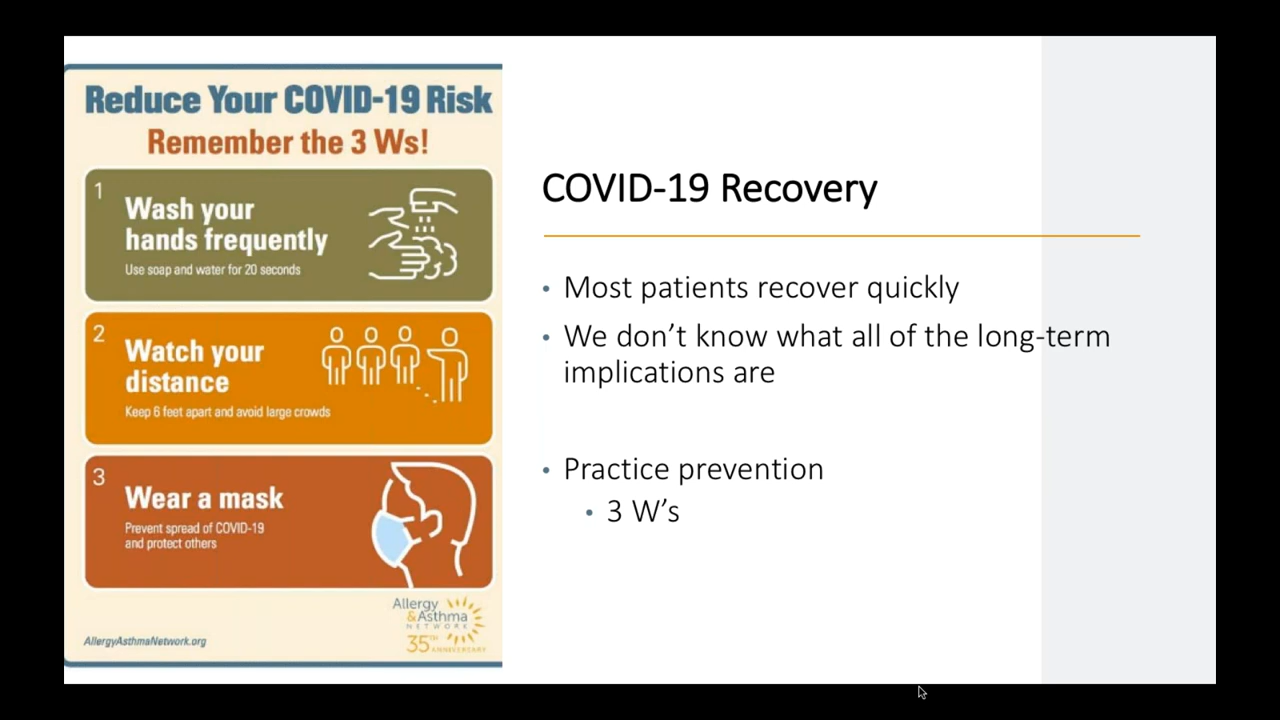 Reduce Your COVID-19 Risk
Remember the 3 Ws!
1
Wash your
hands frequently
Use soap and water for 20 seconds
2
Watch your
distance
Keep 6 feet apart and avoid large crowds
3
Wear a mask
Prevent spread of COVID-19
and protect others
AllergyAsthmaNetwork.org
Allergy
&Asthma
NETWORK
35TH ANNIVERSARY
COVID-19 Recovery
• Most patients recover quickly
• We don’t know what all of the long-term
implications are
• Practice prevention
• 3 W’s